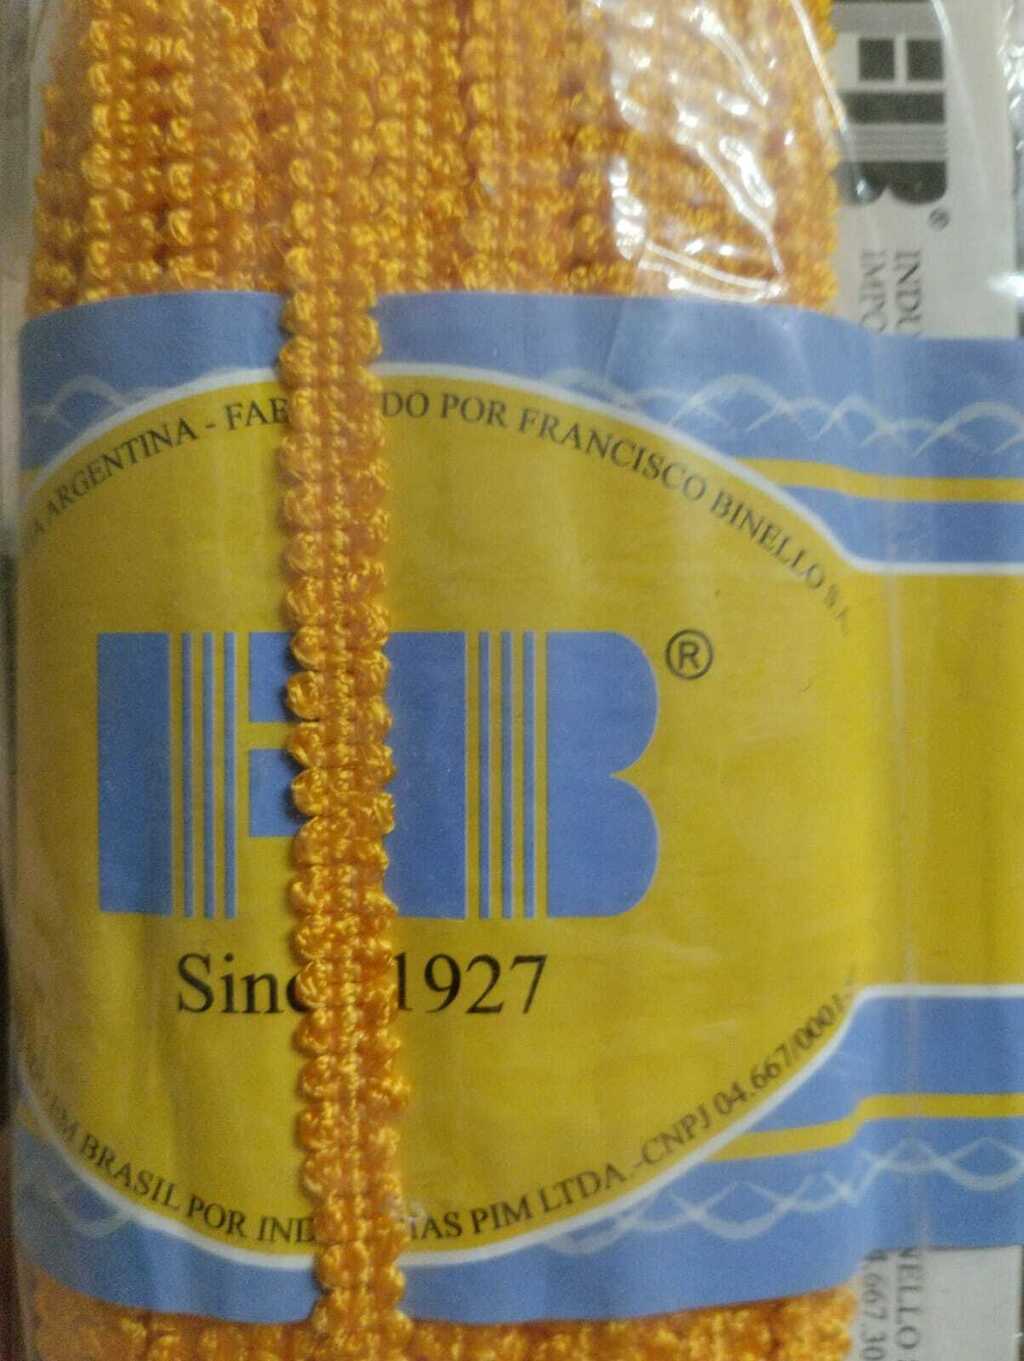 ARGENTINA - FAB DO POR FRANCISCO BINELLO S.A.
FB®
Since 1927
BRASIL POR IND IAS PIM LTDA.-CNPJ 04.667/000
B®
INDU
IMPO
NELLO
4.667.30